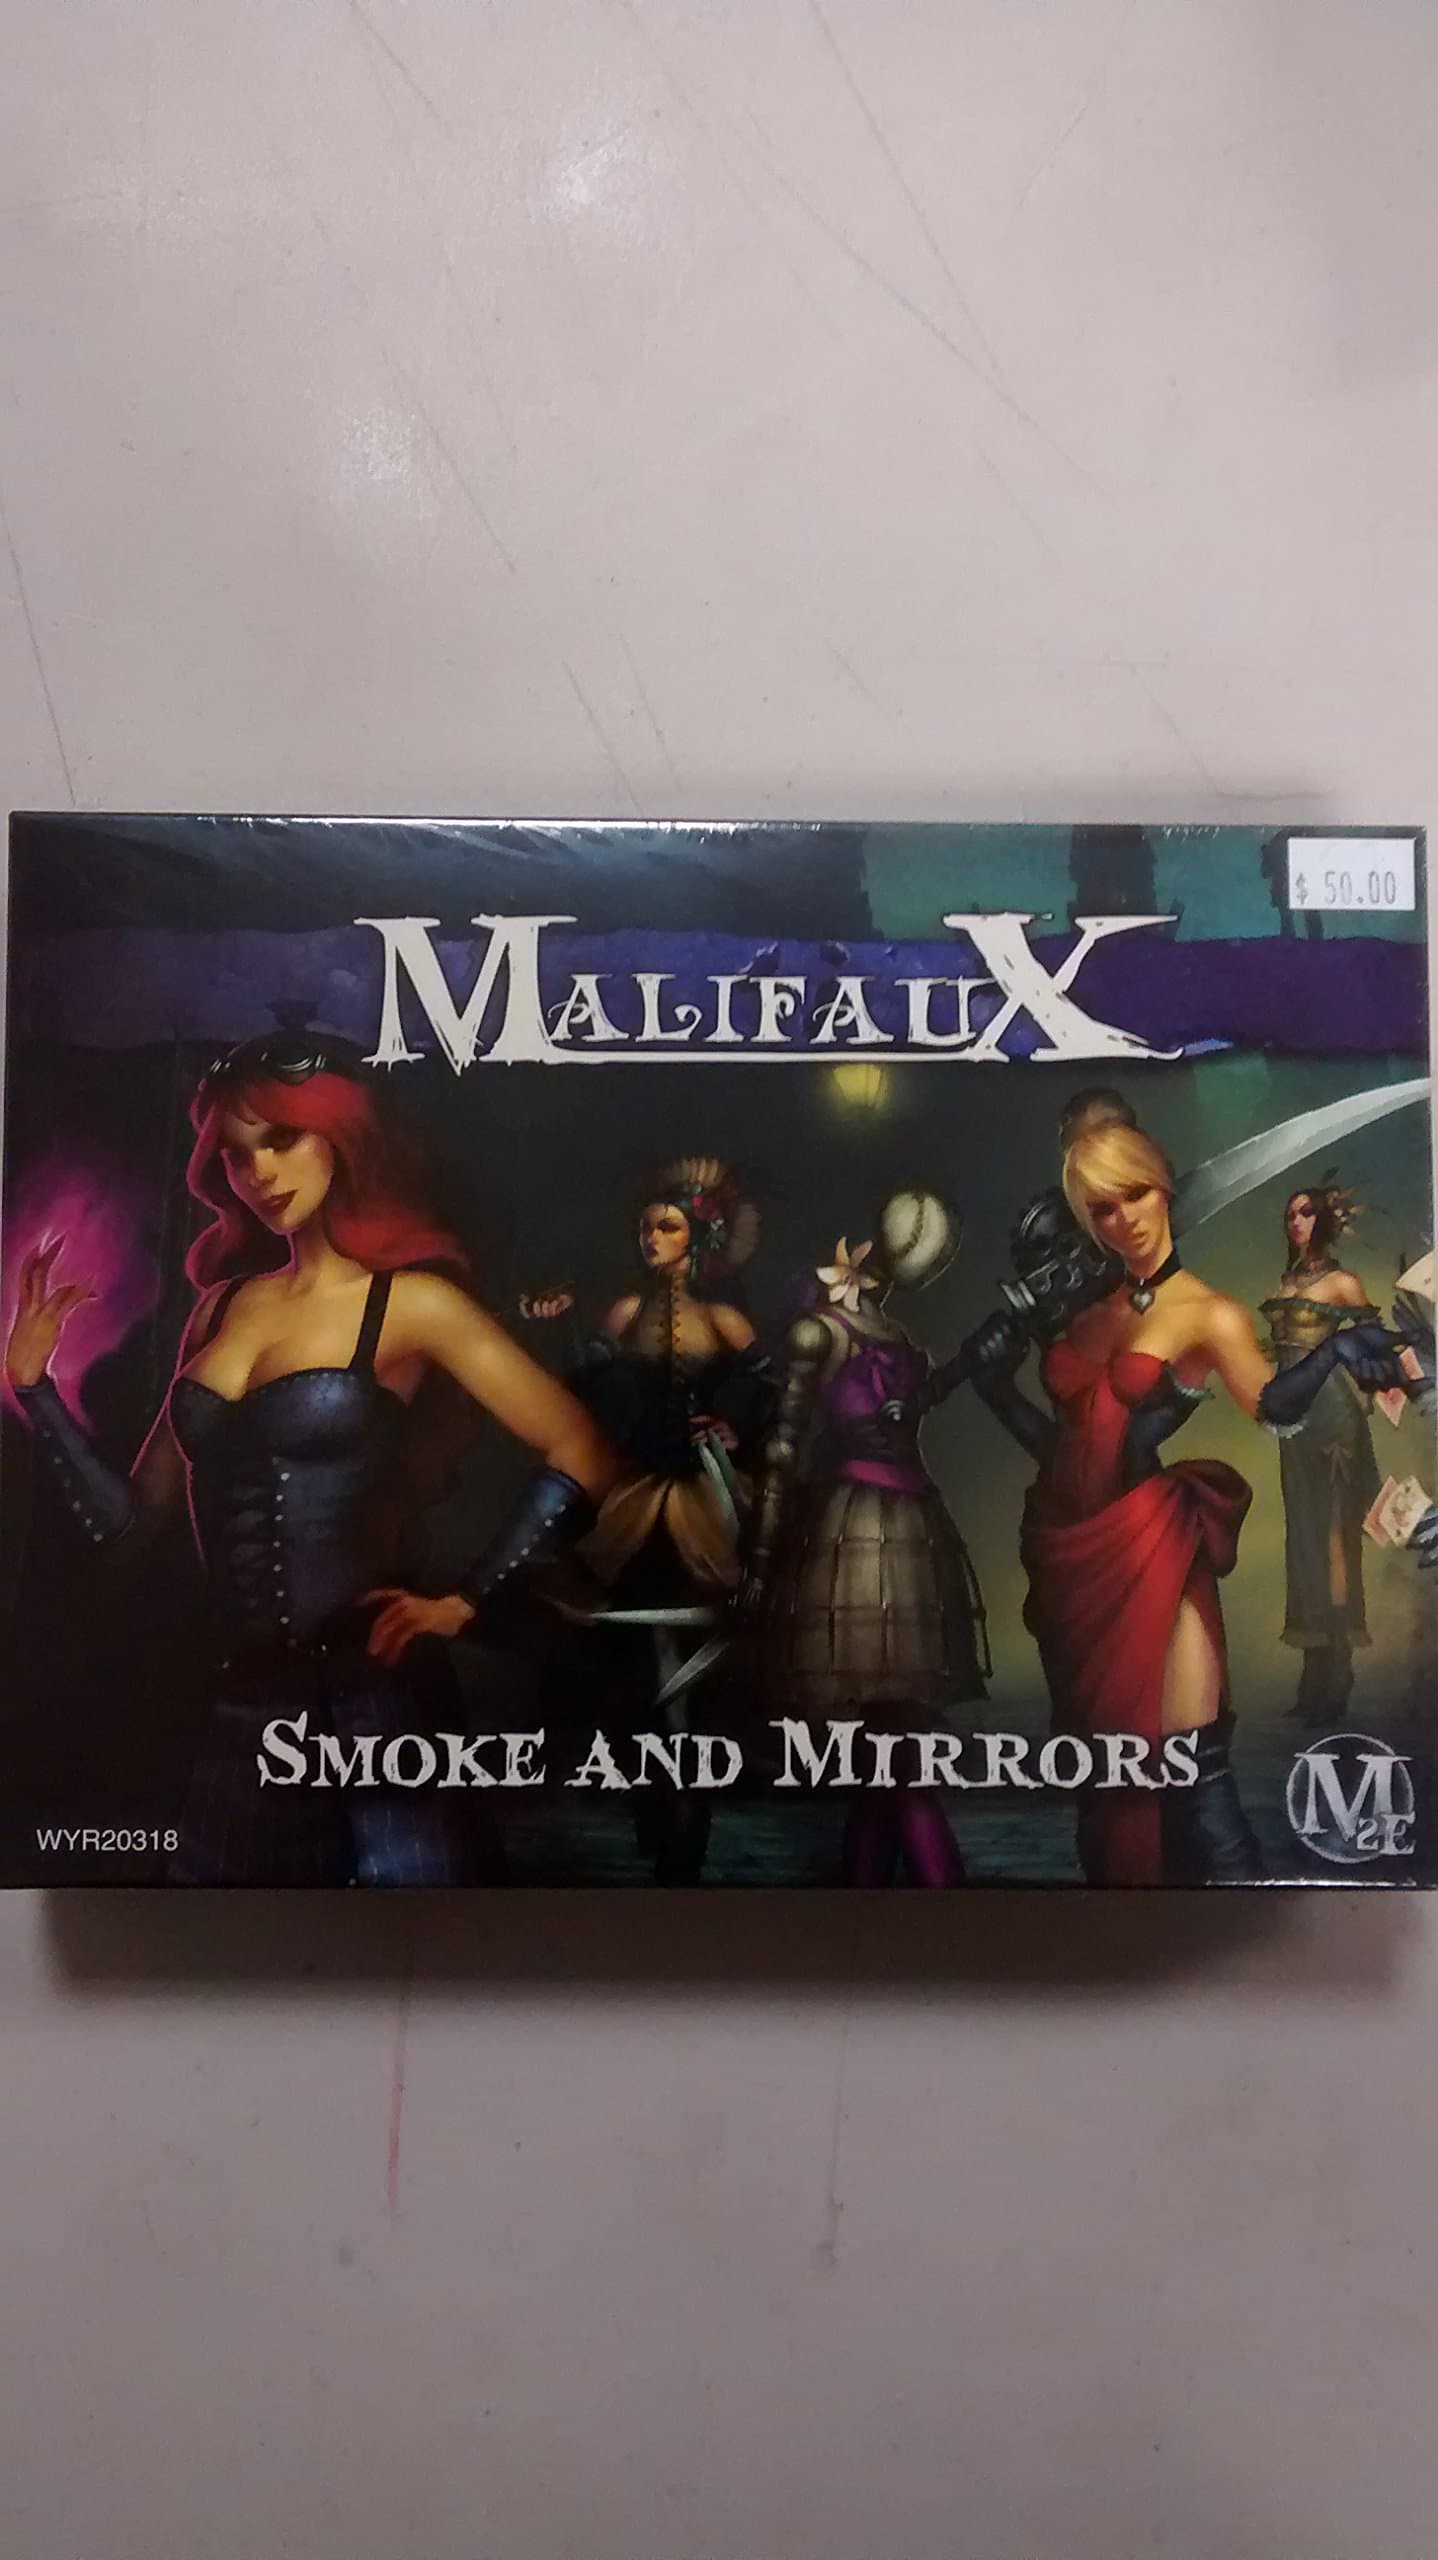 $ 50.00
MALIFAUX
SMOKE AND MIRRORS
WYR20318
M2E